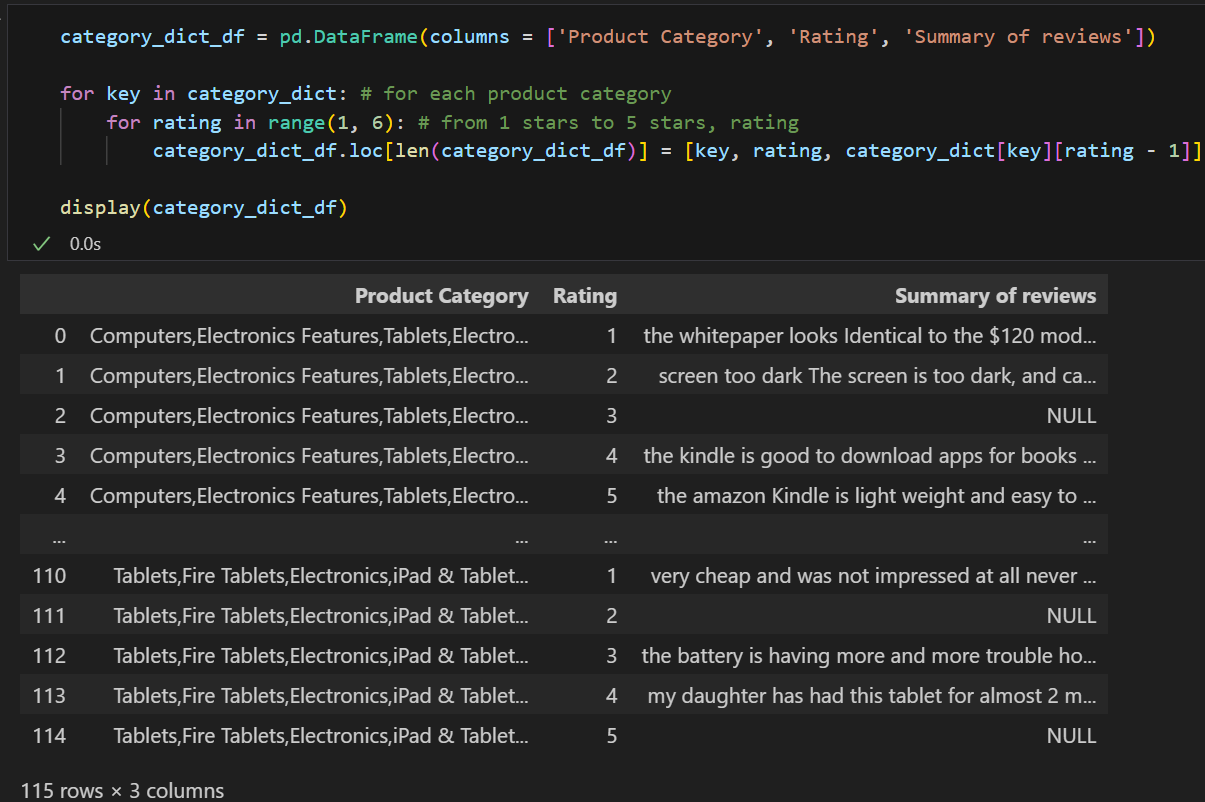 category_dict_df = pd.DataFrame(columns = ['Product Category', 'Rating', 'Summary of reviews'])
for key in category_dict: # for each product category
for rating in range(1, 6): # from 1 stars to 5 stars, rating
category_dict_df.loc[len(category_dict_df)] = [key, rating, category_dict[key][rating - 1]]
display(category_dict_df)
0.0s
Product Category Rating Summary of reviews
0 Computers,Electronics Features,Tablets,Electro... 1 the whitepaper looks Identical to the $120 mod...
1 Computers,Electronics Features,Tablets,Electro... 2 screen too dark The screen is too dark, and ca...
2 Computers,Electronics Features,Tablets,Electro... 3 NULL
3 Computers,Electronics Features,Tablets,Electro... 4 the kindle is good to download apps for books ...
4 Computers,Electronics Features,Tablets,Electro... 5 the amazon Kindle is light weight and easy to ...
... ... ... ...
110 Tablets,Fire Tablets,Electronics,iPad & Tablet... 1 very cheap and was not impressed at all never ...
111 Tablets,Fire Tablets,Electronics,iPad & Tablet... 2 NULL
112 Tablets,Fire Tablets,Electronics,iPad & Tablet... 3 the battery is having more and more trouble ho...
113 Tablets,Fire Tablets,Electronics,iPad & Tablet... 4 my daughter has had this tablet for almost 2 m...
114 Tablets,Fire Tablets,Electronics,iPad & Tablet... 5 NULL
115 rows × 3 columns